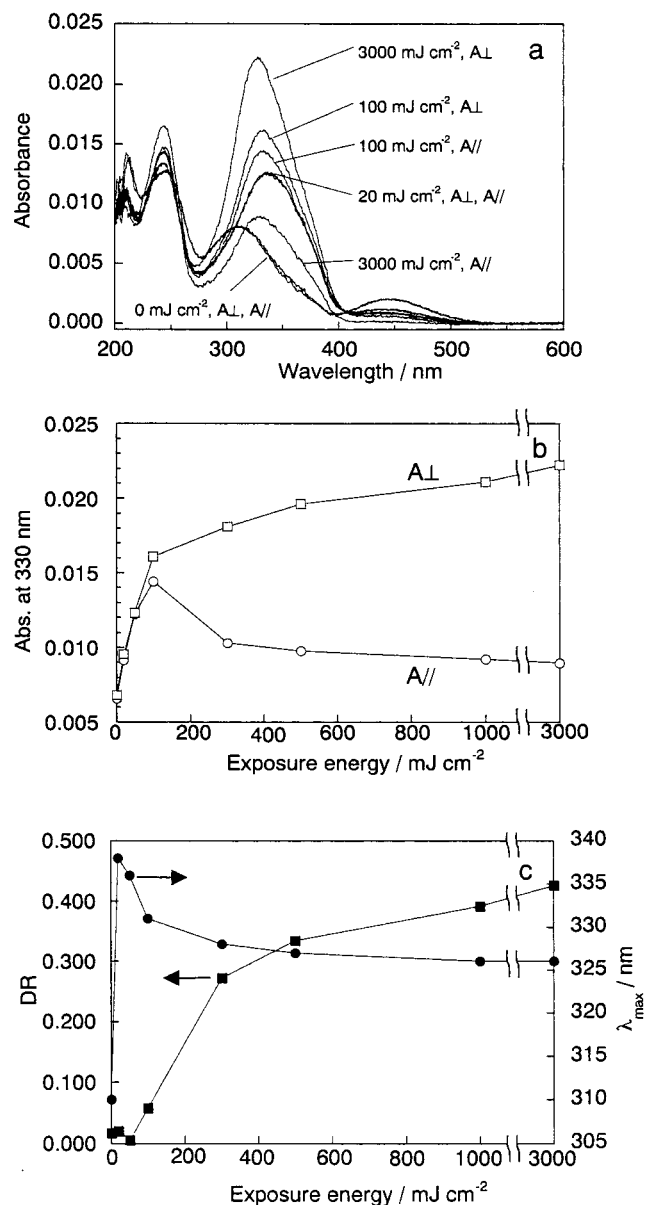 a
0.025
0.020
0.015
0.010
0.005
0.000
Absorbance
3000 mJ cm⁻², A⊥
100 mJ cm⁻², A⊥
100 mJ cm⁻², A//
20 mJ cm⁻², A⊥, A//
3000 mJ cm⁻², A//
0 mJ cm⁻², A⊥, A//
200 300 400 500 600
Wavelength / nm
b
0.025
0.020
0.015
0.010
0.005
Abs. at 330 nm
A⊥
A//
0 200 400 600 800 1000 3000
Exposure energy / mJ cm⁻²
c
0.500
0.400
0.300
0.200
0.100
0.000
DR
340
335
330
325
320
315
310
305
λmax / nm
0 200 400 600 800 1000 3000
Exposure energy / mJ cm⁻²